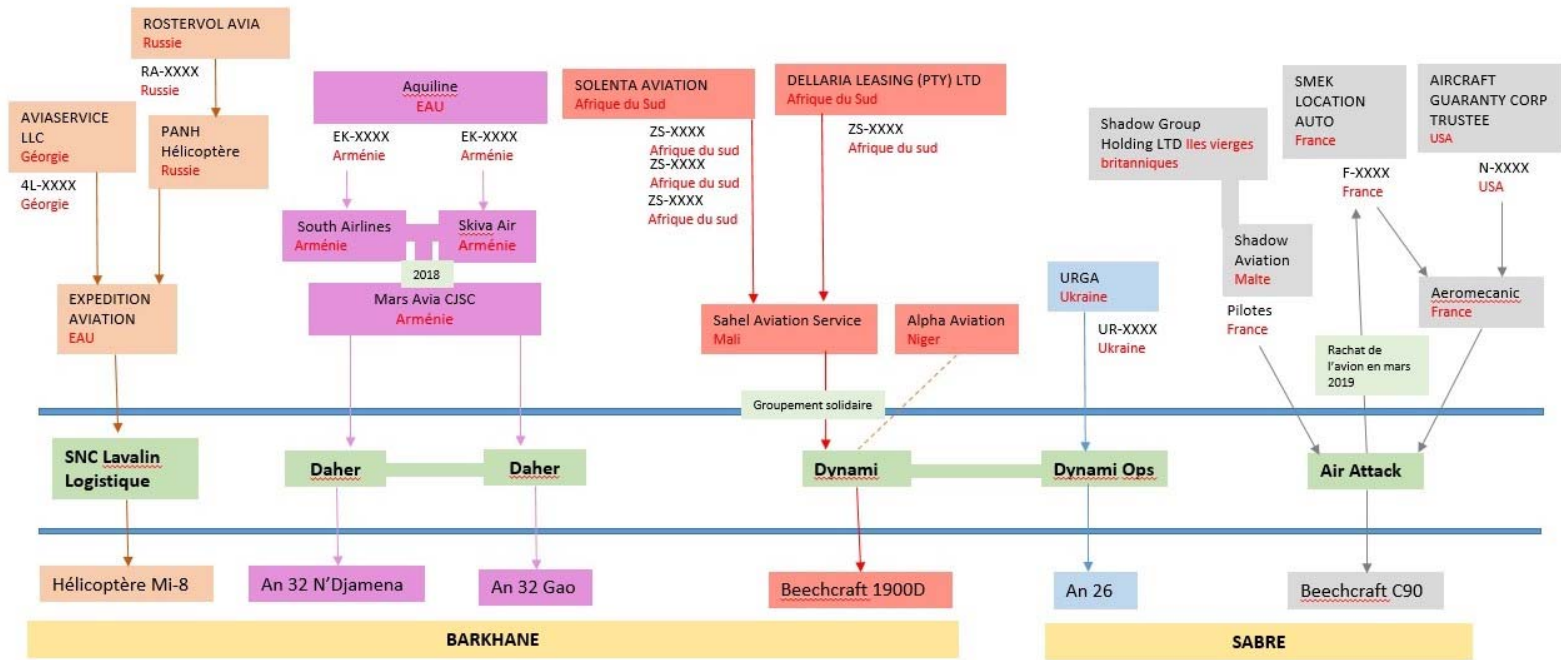 ROSTERVOL AVIA
Russie
RA-XXXX
Russie
AVIASERVICE
LLC
Géorgie
4L-XXXX
Géorgie
PANH
Hélicoptère
Russie
EXPEDITION
AVIATION
EAU
Aquiline
EAU
EK-XXXX
Arménie
EK-XXXX
Arménie
South Airlines
Arménie
Skiva Air
Arménie
2018
Mars Avia CJSC
Arménie
SOLENTA AVIATION
Afrique du Sud
ZS-XXXX
Afrique du sud
ZS-XXXX
Afrique du sud
ZS-XXXX
Afrique du sud
DELLARIA LEASING (PTY) LTD
Afrique du Sud
ZS-XXXX
Afrique du sud
Sahel Aviation Service
Mali
Alpha Aviation
Niger
Groupement solidaire
URGA
Ukraine
UR-XXXX
Ukraine
Shadow Group
Holding LTD Iles vierges
britanniques
Shadow
Aviation
Malte
Pilotes
France
SMEK
LOCATION
AUTO
France
F-XXXX
France
AIRCRAFT
GUARANTY CORP
TRUSTEE
USA
N-XXXX
USA
Aeromecanic
France
Rachat de
l'avion en mars
2019
SNC Lavalin
Logistique
Daher
Daher
Dynami
Dynami Ops
Air Attack
Hélicoptère Mi-8
An 32 N'Djamena
An 32 Gao
Beechcraft 1900D
An 26
Beechcraft C90
BARKHANE
SABRE